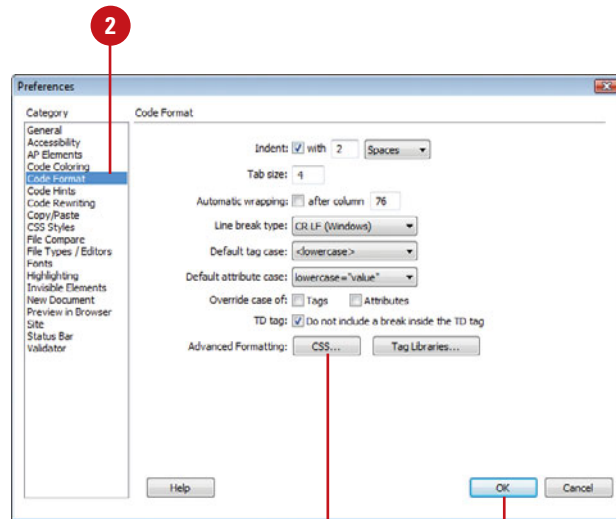 2
Preferences
Category
Code Format
General
Accessibility
AP Elements
Code Coloring
Code Format
Code Hints
Code Rewriting
Copy/Paste
CSS Styles
File Compare
File Types / Editors
Fonts
Highlighting
Invisible Elements
New Document
Preview in Browser
Site
Status Bar
Validator
Indent: with 2 Spaces
Tab size: 4
Automatic wrapping: after column 76
Line break type: CR LF (Windows)
Default tag case: <lowercase>
Default attribute case: lowercase="value"
Override case of: Tags Attributes
TD tag: Do not include a break inside the TD tag
Advanced Formatting: CSS... Tag Libraries...
Help OK Cancel